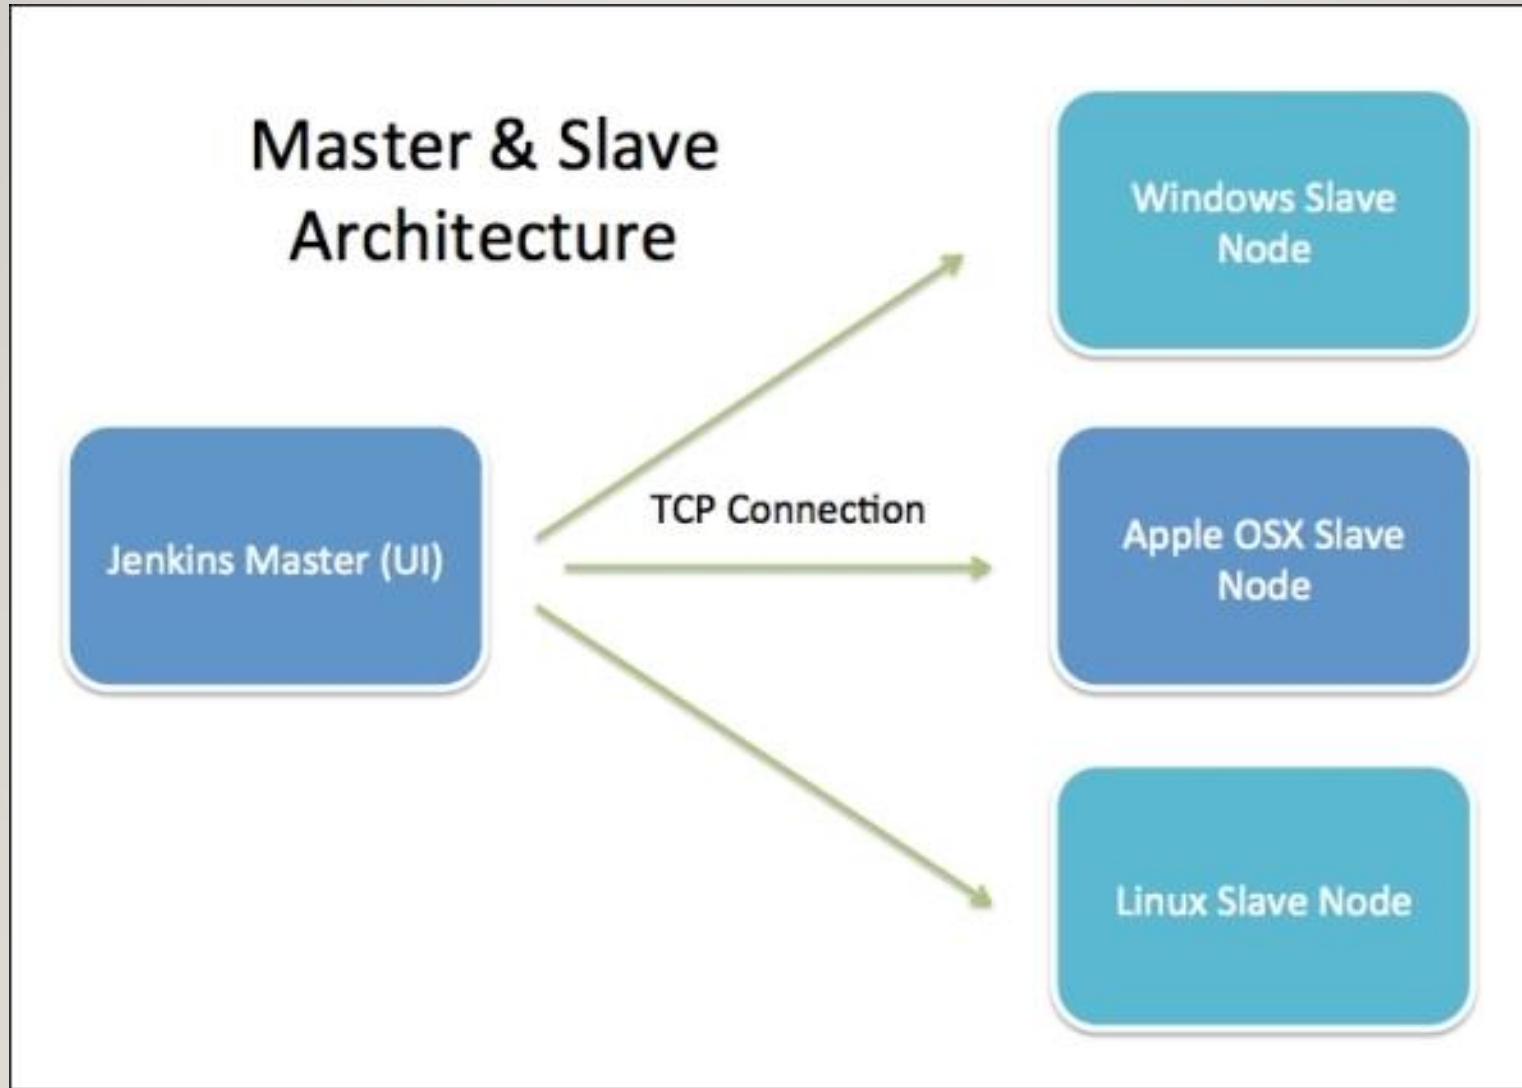 Master & Slave
Architecture
Windows Slave
Node
TCP Connection
Jenkins Master (UI)
Apple OSX Slave
Node
Linux Slave Node